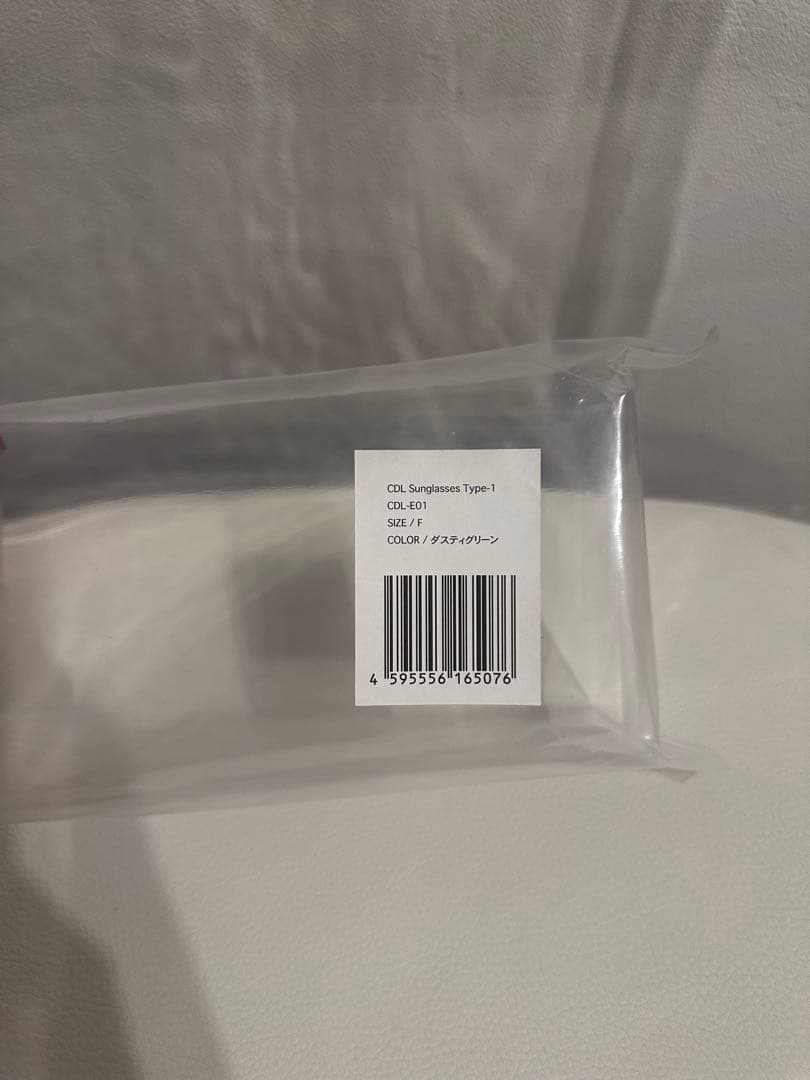 CDL Sunglasses Type-1
CDL-E01
SIZE / F
COLOR / ダスティグリーン
4 595556 165076